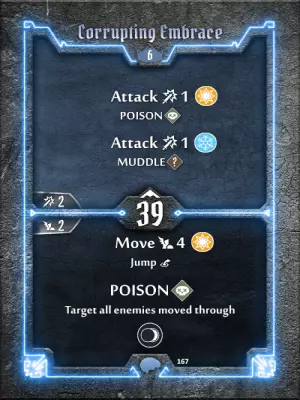 Corrupting Embrace
6
Attack 1
POISON
Attack 1
MUDDLE ?
2
39
2
Move 4
Jump
POISON
Target all enemies moved through
167